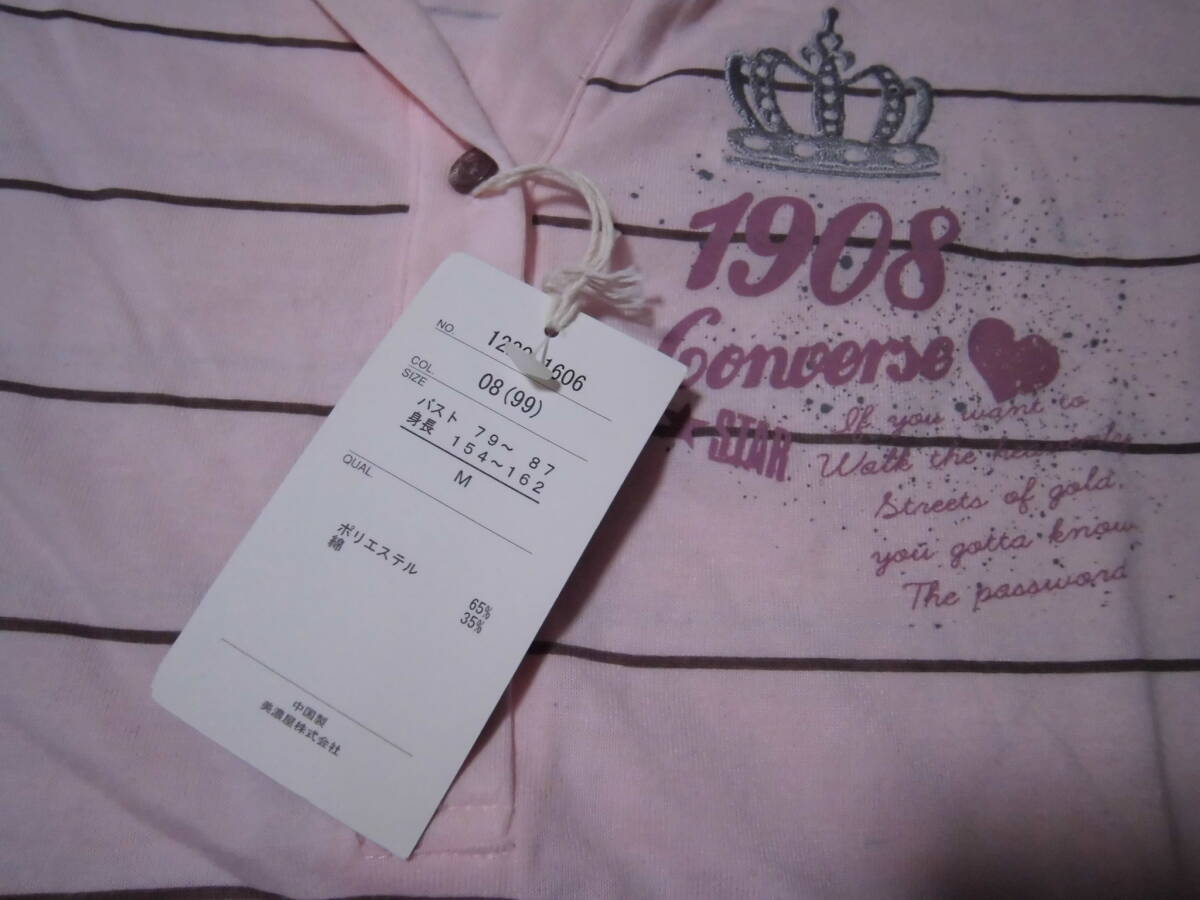 NO.
1606
COL.
08(99)
SIZE
バスト 79～ 87
身長 154～162
M
QUAL.
ポリエステル 65%
綿 35%
中国製
美濃屋株式会社
1908
Converse
STAR
If you want to
Walk the
Streets of gold
you gotta know
The password